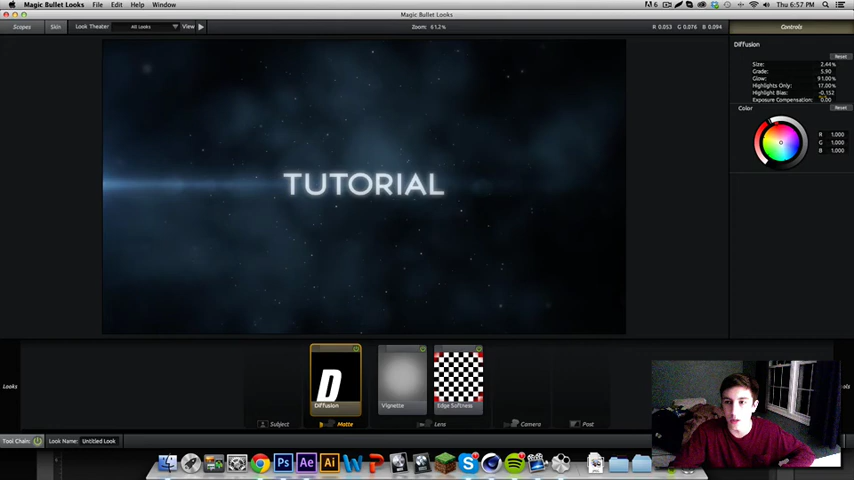 Magic Bullet Looks File Edit Help Window
6 Thu 6:57 PM
Magic Bullet Looks
Scopes Skin Look Theater: All Looks View Zoom: 61.2% R 0.053 G 0.076 B 0.094 Controls
Diffusion
Reset
Size: 2.44%
Grade: 5.90
Glow: 91.00%
Highlights Only: 17.00%
Highlight Bias: -0.152
Exposure Compensation: 0.00
Color Reset
R 1.000
G 1.000
B 1.000
TUTORIAL
Looks
D
Diffusion Vignette Edge Softness
Subject Matte Lens Camera Post
Tool Chain: Look Name: Untitled Look
Ps Ae Ai W P S